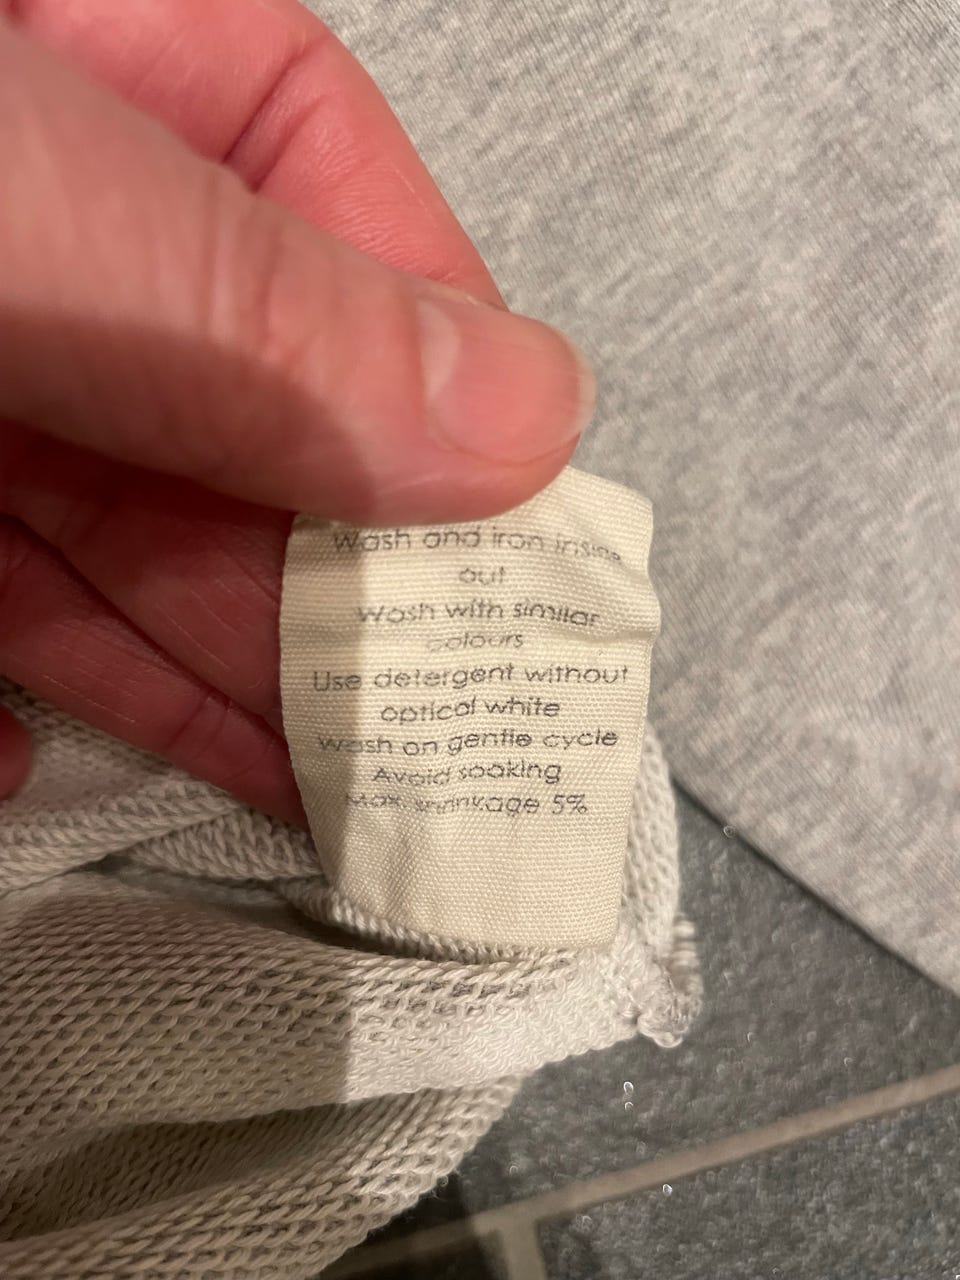 Wash and iron inside
out
Wash with similar
colours
Use detergent without
optical white
Wash on gentle cycle
Avoid soaking
Max. shrinkage 5%